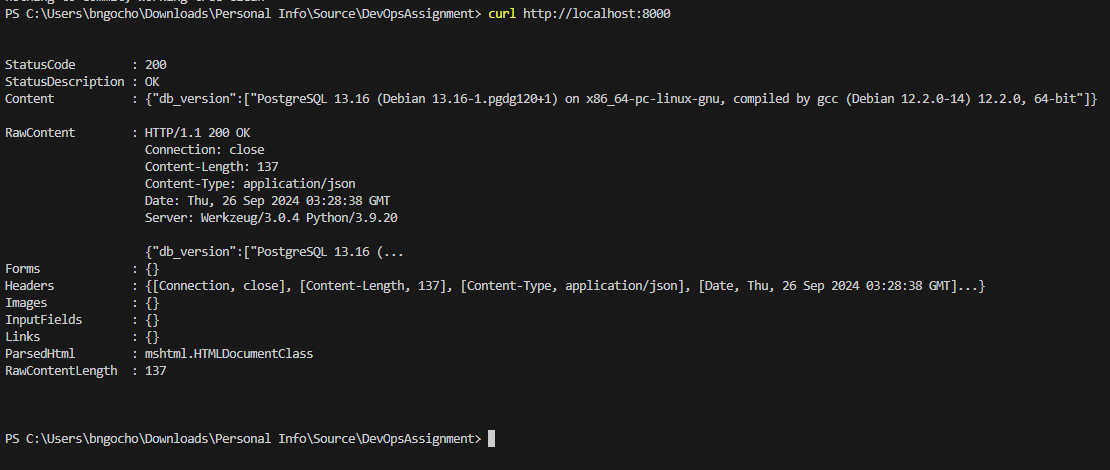 PS C:\Users\bngocho\Downloads\Personal Info\Source\DevOpsAssignment> curl http://localhost:8000
StatusCode        : 200
StatusDescription : OK
Content           : {"db_version":["PostgreSQL 13.16 (Debian 13.16-1.pgdg120+1) on x86_64-pc-linux-gnu, compiled by gcc (Debian 12.2.0-14) 12.2.0, 64-bit"]}
RawContent        : HTTP/1.1 200 OK
                    Connection: close
                    Content-Length: 137
                    Content-Type: application/json
                    Date: Thu, 26 Sep 2024 03:28:38 GMT
                    Server: Werkzeug/3.0.4 Python/3.9.20
                    {"db_version":["PostgreSQL 13.16 (...
Forms             : {}
Headers           : {[Connection, close], [Content-Length, 137], [Content-Type, application/json], [Date, Thu, 26 Sep 2024 03:28:38 GMT]...}
Images            : {}
InputFields       : {}
Links             : {}
ParsedHtml        : mshtml.HTMLDocumentClass
RawContentLength  : 137
PS C:\Users\bngocho\Downloads\Personal Info\Source\DevOpsAssignment>